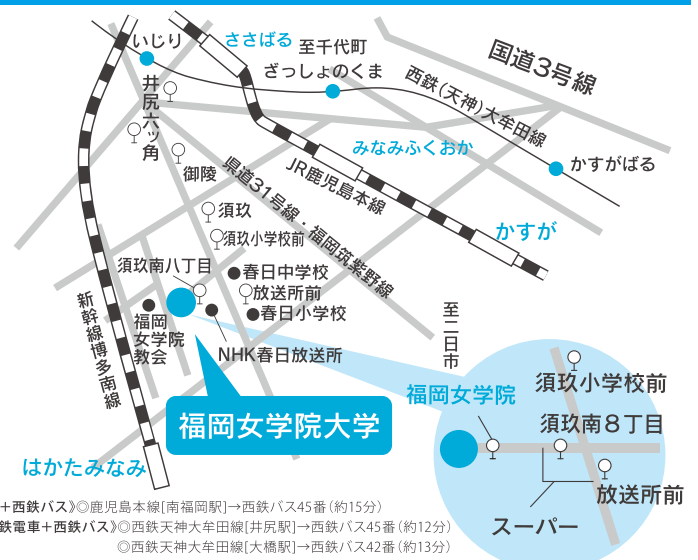 いじり
ささばる
至千代町
ざっしょのくま
国道3号線
西鉄(天神)大牟田線
井尻六ッ角
みなみふくおか
かすがばる
御陵
県道31号線・福岡筑紫野線
JR鹿児島本線
須玖
須玖小学校前
かすが
須玖南八丁目
春日中学校
放送所前
春日小学校
新幹線博多南線
福岡
女学院
教会
NHK春日放送所
至二日市
福岡女学院
須玖小学校前
福岡女学院大学
須玖南8丁目
はかたみなみ
放送所前
スーパー
+西鉄バス》◎鹿児島本線[南福岡駅]→西鉄バス45番(約15分)
鉄電車+西鉄バス》◎西鉄天神大牟田線[井尻駅]→西鉄バス45番(約12分)
◎西鉄天神大牟田線[大橋駅]→西鉄バス42番(約13分)